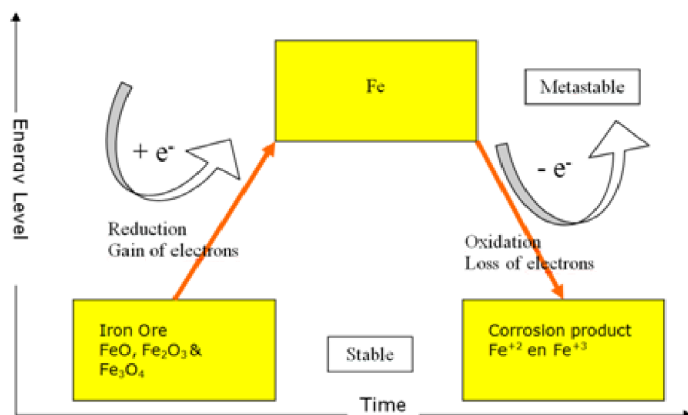 Fe
Metastable
Energy Level
+ e-
- e-
Reduction
Gain of electrons
Oxidation
Loss of electrons
Iron Ore
FeO, Fe₂O₃ &
Fe₃O₄
Stable
Corrosion product
Fe⁺² en Fe⁺³
Time